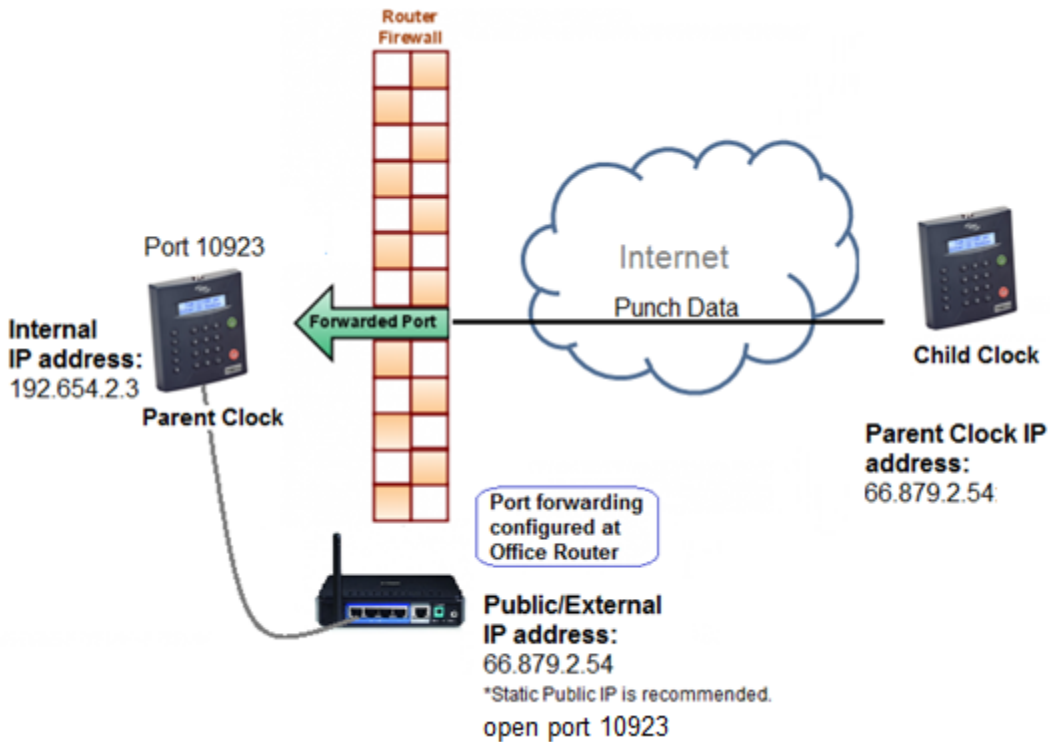 Router
Firewall
Port 10923
Internet
Punch Data
Forwarded Port
Internal
IP address:
192.654.2.3
Parent Clock
Child Clock
Parent Clock IP
address:
66.879.2.54
Port forwarding
configured at
Office Router
Public/External
IP address:
66.879.2.54
*Static Public IP is recommended.
open port 10923